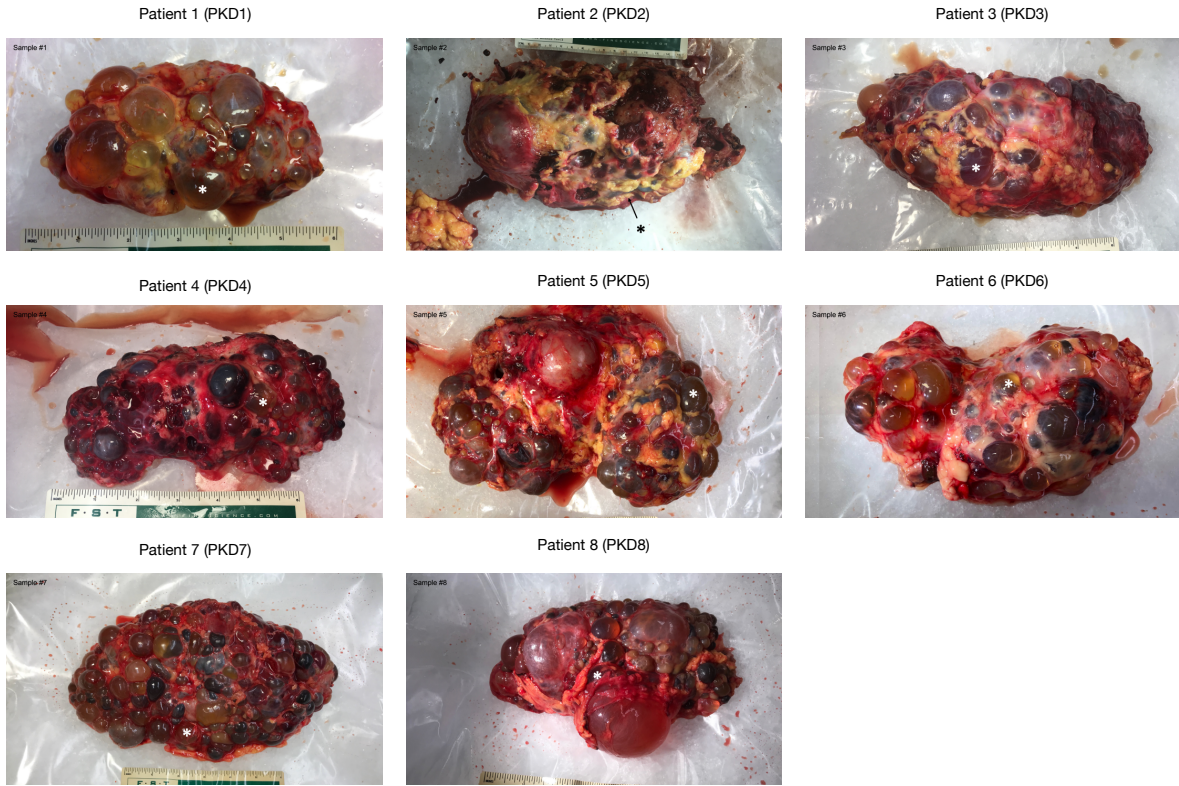 Patient 1 (PKD1)
Patient 2 (PKD2)
Patient 3 (PKD3)
Sample #1
Sample #2
Sample #3
*
*
*
Patient 4 (PKD4)
Patient 5 (PKD5)
Patient 6 (PKD6)
Sample #4
Sample #5
Sample #6
*
*
*
F·S·T
Patient 7 (PKD7)
Patient 8 (PKD8)
Sample #7
Sample #8
*
*
F·S·T